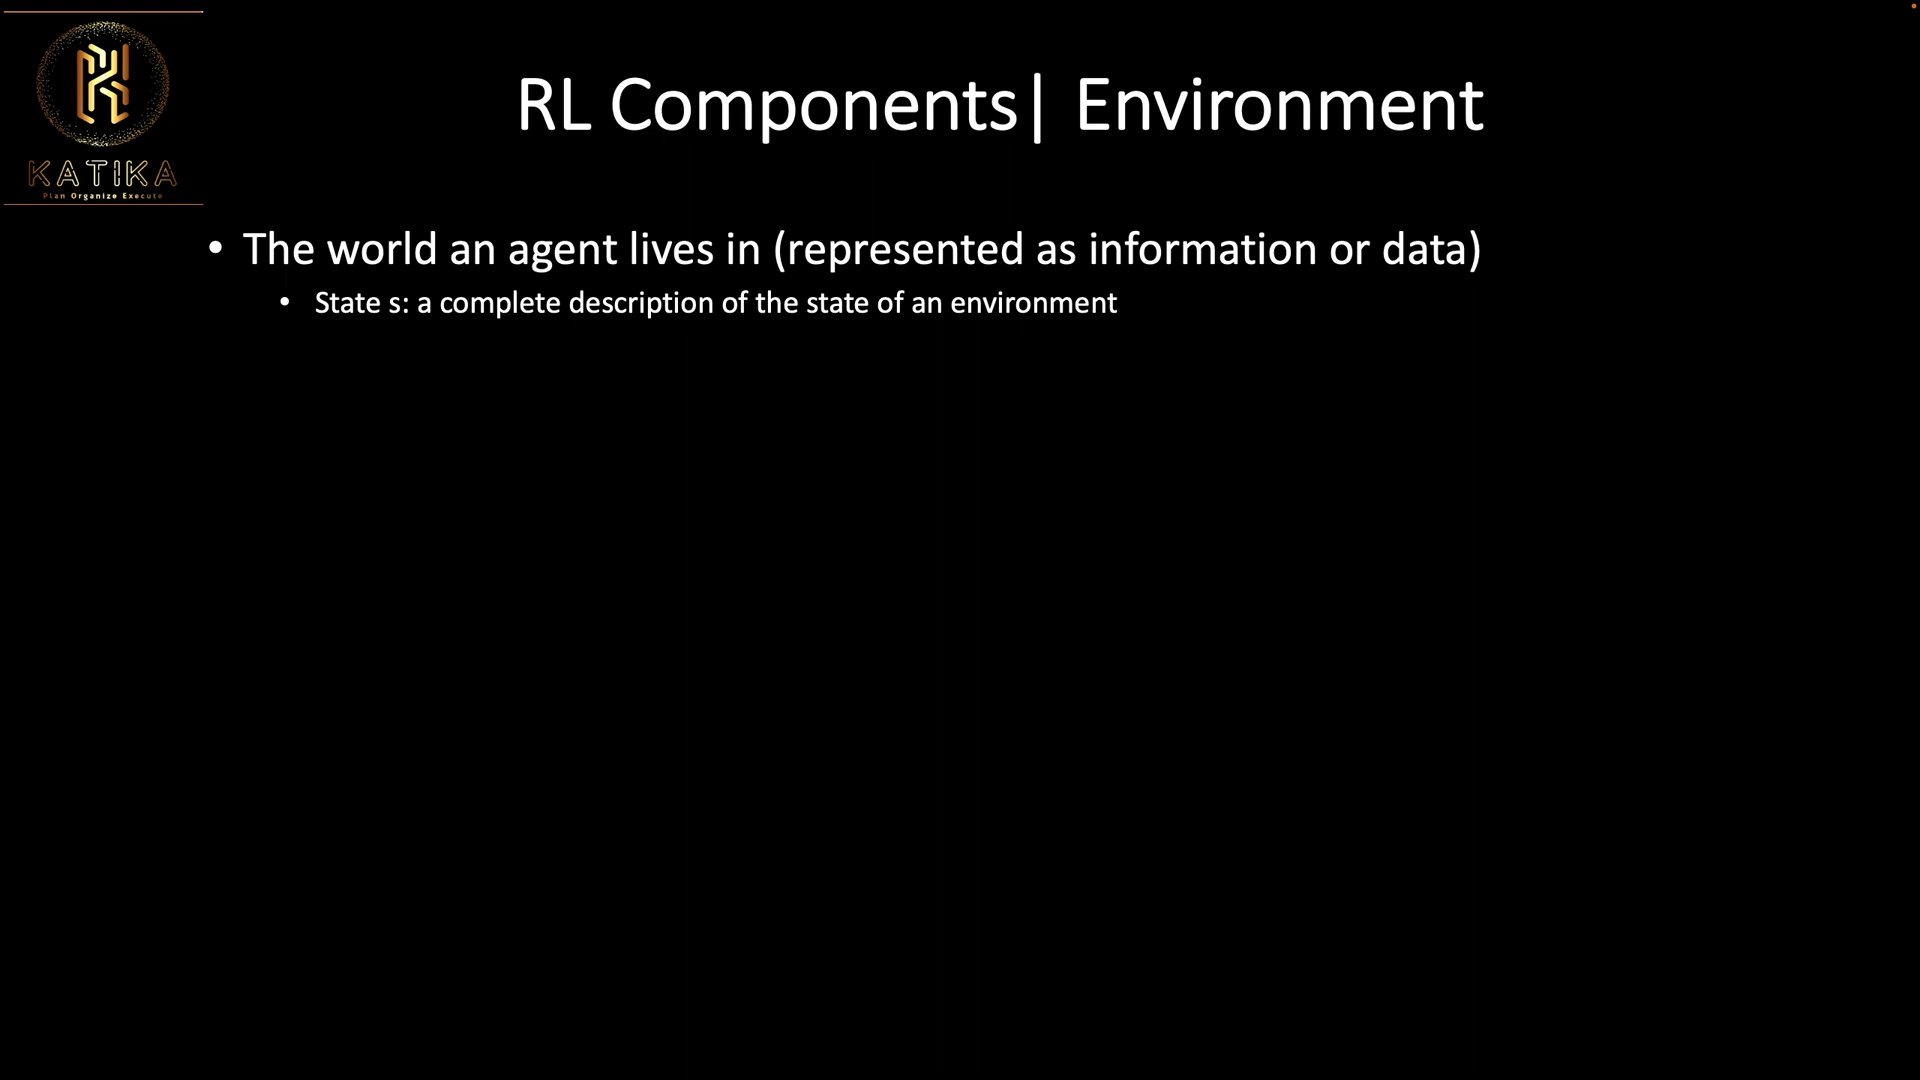 KATIKA
Plan Organize Execute
RL Components| Environment
• The world an agent lives in (represented as information or data)
• State s: a complete description of the state of an environment